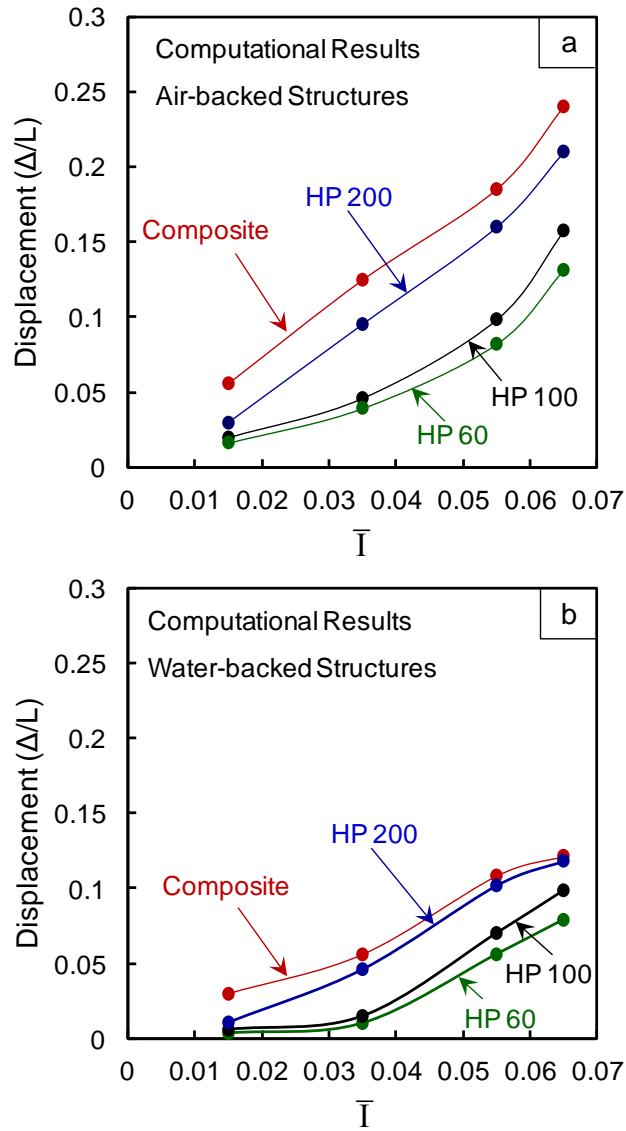 0.3
Computational Results
a
Air-backed Structures
0.25
0.2
HP 200
Composite
0.15
0.1
0.05
HP 100
HP 60
0
0 0.01 0.02 0.03 0.04 0.05 0.06 0.07
Displacement (Δ/L)
Ī
0.3
Computational Results
b
Water-backed Structures
0.25
0.2
0.15
HP 200
Composite
0.1
0.05
HP 100
HP 60
0
0 0.01 0.02 0.03 0.04 0.05 0.06 0.07
Displacement (Δ/L)
Ī